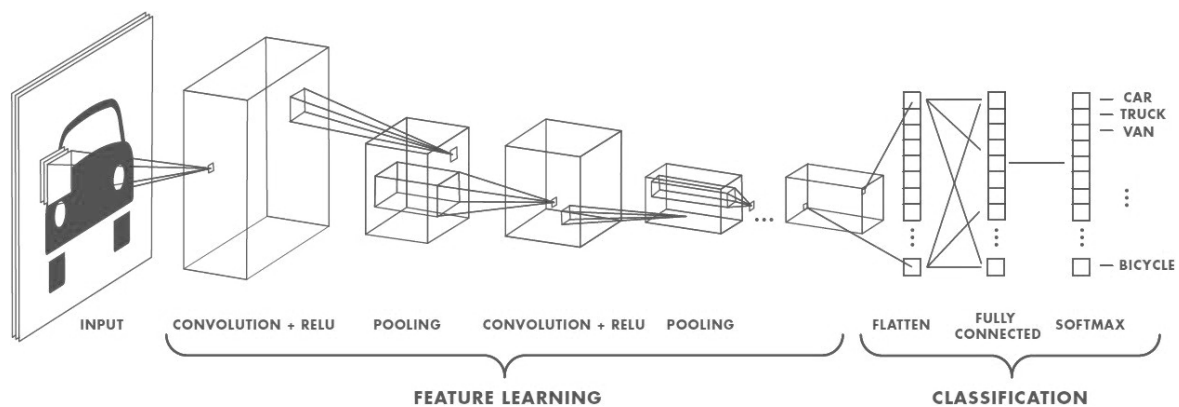 CAR
TRUCK
VAN
BICYCLE
INPUT
CONVOLUTION + RELU
POOLING
CONVOLUTION + RELU
POOLING
FLATTEN
FULLY
CONNECTED
SOFTMAX
FEATURE LEARNING
CLASSIFICATION